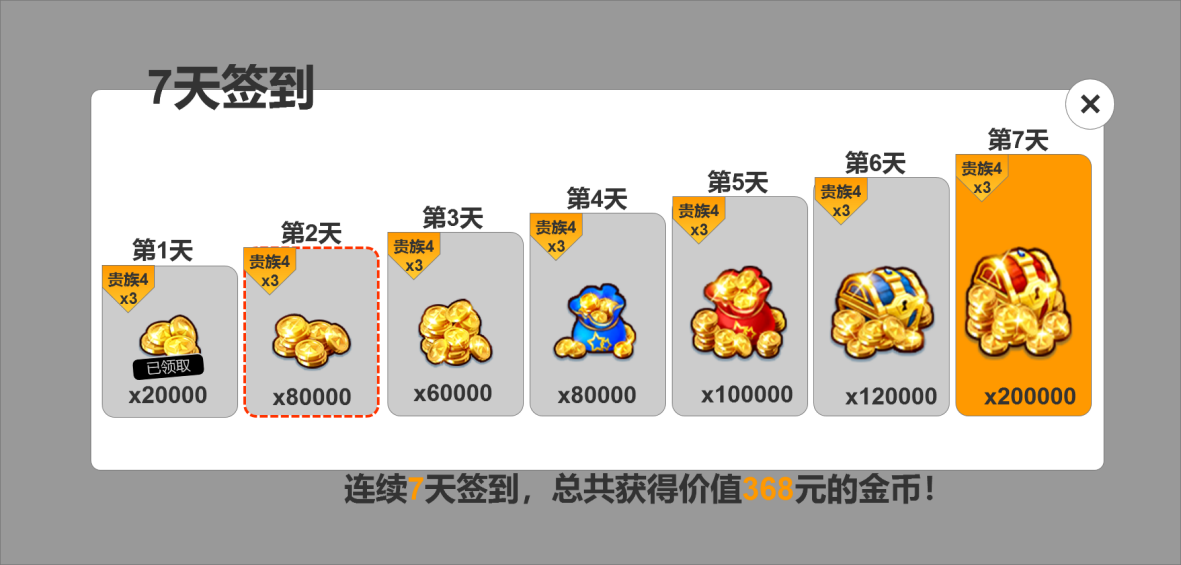 7天签到
第1天
贵族4
x3
已领取
x20000
第2天
贵族4
x3
x80000
第3天
贵族4
x3
x60000
第4天
贵族4
x3
x80000
第5天
贵族4
x3
x100000
第6天
贵族4
x3
x120000
第7天
贵族4
x3
x200000
连续7天签到，总共获得价值368元的金币！